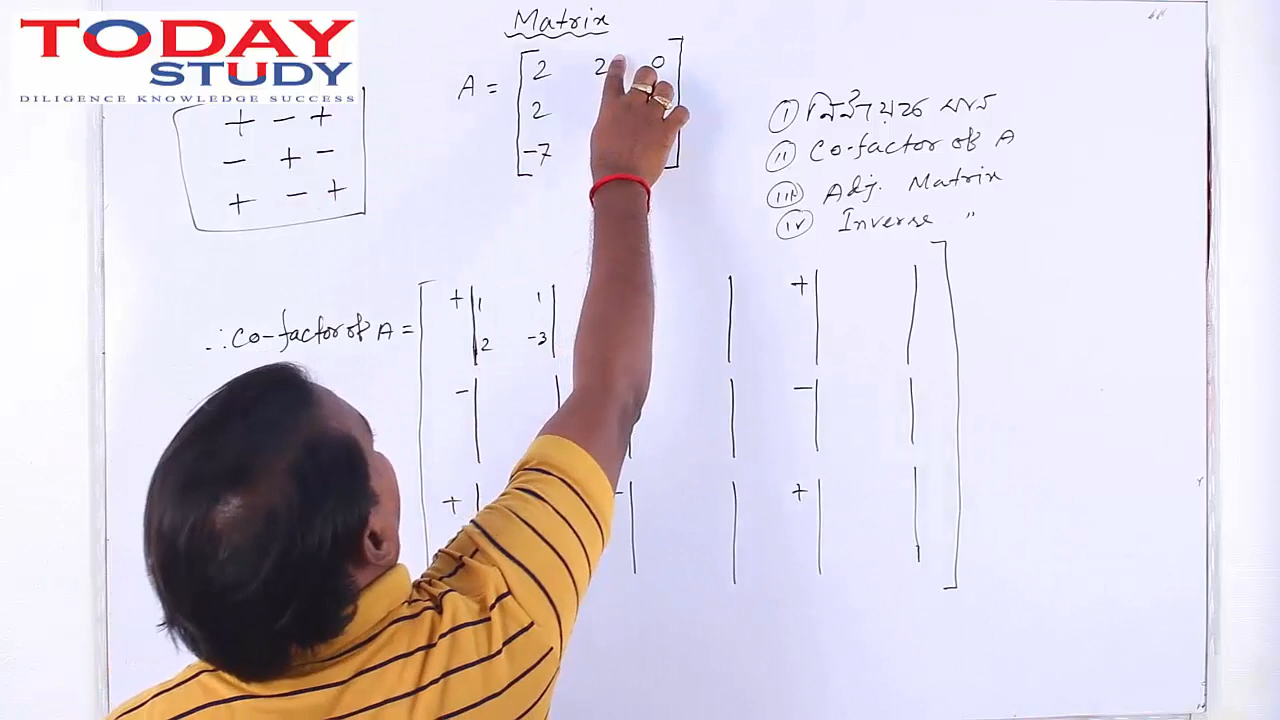 TODAY
STUDY
DILIGENCE KNOWLEDGE SUCCESS
Matrix
A = [ 2 2 0
2
-7 ]
+ - +
- + -
+ - +
(i) নির্ণায়ক মান
(ii) Co-factor of A
(iii) Adj. Matrix
(iv) Inverse "
∴ Co-factor of A = [ + | 1 1 | | + | |
2 -3
- | | | - | |
+ | - | | + | | ]